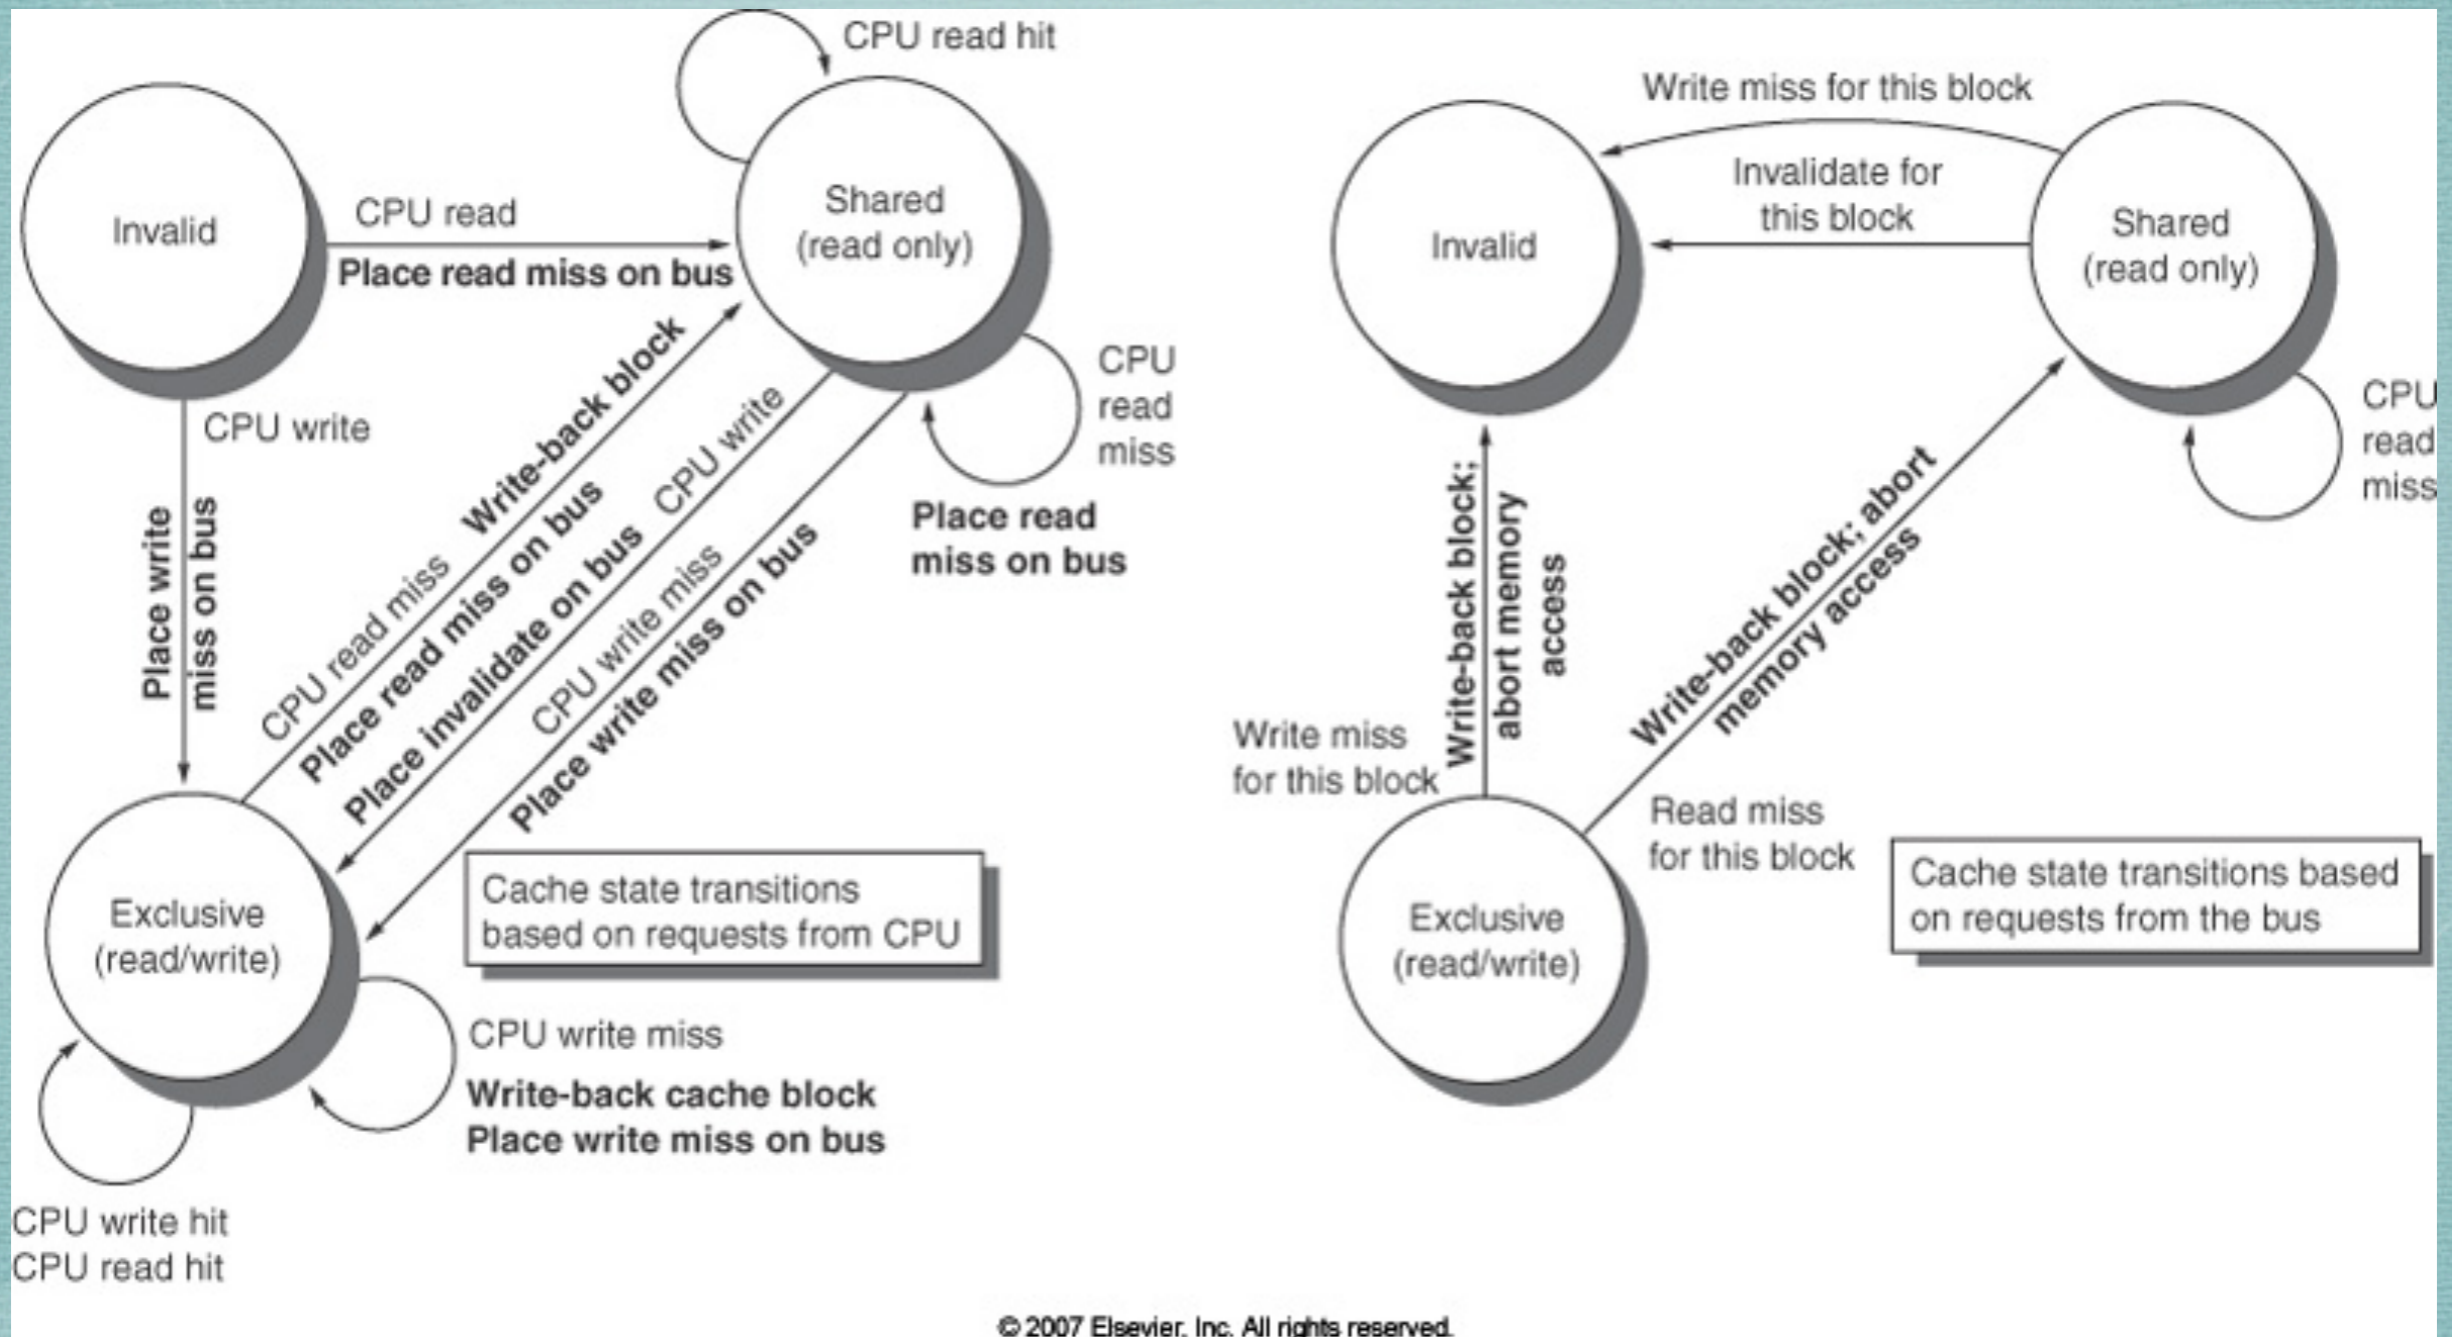 CPU read hit
Invalid
CPU read
Place read miss on bus
Shared
(read only)
CPU
read
miss
Place read
miss on bus
CPU write
Place write
miss on bus
CPU read miss
Write-back block
Place read miss on bus
Place invalidate on bus
CPU write
CPU write miss
Place write miss on bus
Exclusive
(read/write)
Cache state transitions
based on requests from CPU
CPU write miss
Write-back cache block
Place write miss on bus
CPU write hit
CPU read hit
Write miss for this block
Invalidate for
this block
Invalid
Shared
(read only)
CPU
read
miss
Write-back block;
abort memory
access
Write-back block; abort
memory access
Write miss
for this block
Read miss
for this block
Exclusive
(read/write)
Cache state transitions based
on requests from the bus
© 2007 Elsevier, Inc. All rights reserved.